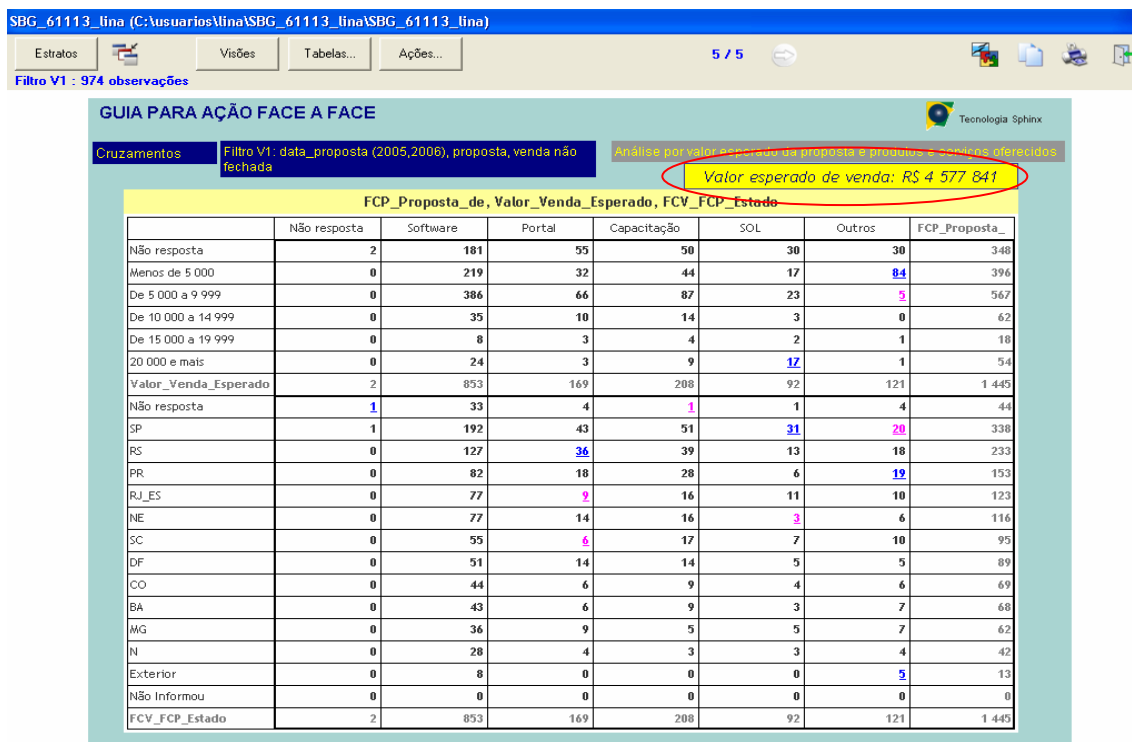 SBG_61113_lina (C:\usuarios\lina\SBG_61113_lina\SBG_61113_lina)
Estratos Visões Tabelas... Ações... 5 / 5
Filtro V1 : 974 observações
GUIA PARA AÇÃO FACE A FACE
Tecnologia Sphinx
Cruzamentos
Filtro V1: data_proposta (2005,2006), proposta, venda não
fechada
Análise por valor esperado da proposta e produtos e serviços oferecidos
Valor esperado de venda: R$ 4 577 841
FCP_Proposta_de, Valor_Venda_Esperado, FCV_FCP_Estado
Não resposta Software Portal Capacitação SOL Outros FCP_Proposta_
Não resposta 2 181 55 50 30 30 348
Menos de 5 000 0 219 32 44 17 84 396
De 5 000 a 9 999 0 386 66 87 23 5 567
De 10 000 a 14 999 0 35 10 14 3 0 62
De 15 000 a 19 999 0 8 3 4 2 1 18
20 000 e mais 0 24 3 9 17 1 54
Valor_Venda_Esperado 2 853 169 208 92 121 1 445
Não resposta 1 33 4 1 1 4 44
SP 1 192 43 51 31 20 338
RS 0 127 36 39 13 18 233
PR 0 82 18 28 6 19 153
RJ_ES 0 77 9 16 11 10 123
NE 0 77 14 16 3 6 116
SC 0 55 6 17 7 10 95
DF 0 51 14 14 5 5 89
CO 0 44 6 9 4 6 69
BA 0 43 6 9 3 7 68
MG 0 36 9 5 5 7 62
N 0 28 4 3 3 4 42
Exterior 0 8 0 0 0 5 13
Não Informou 0 0 0 0 0 0 0
FCV_FCP_Estado 2 853 169 208 92 121 1 445